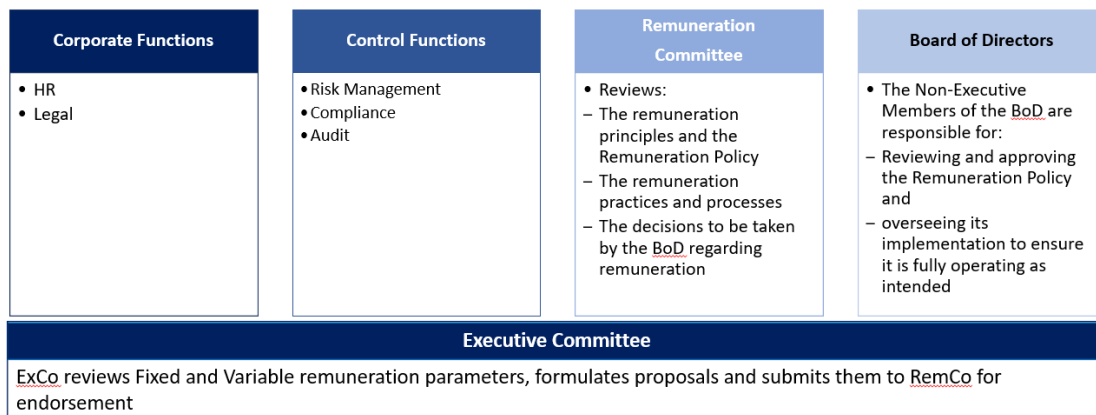 Corporate Functions
• HR
• Legal
Control Functions
• Risk Management
• Compliance
• Audit
Remuneration
Committee
• Reviews:
– The remuneration
principles and the
Remuneration Policy
– The remuneration
practices and processes
– The decisions to be taken
by the BoD regarding
remuneration
Board of Directors
• The Non-Executive
Members of the BoD are
responsible for:
– Reviewing and approving
the Remuneration Policy
and
– overseeing its
implementation to ensure
it is fully operating as
intended
Executive Committee
ExCo reviews Fixed and Variable remuneration parameters, formulates proposals and submits them to RemCo for
endorsement